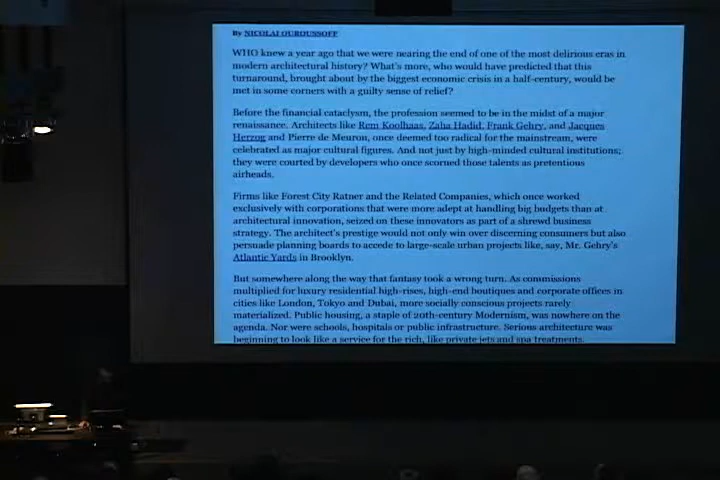 By NICOLAI OUROUSSOFF
WHO knew a year ago that we were nearing the end of one of the most delirious eras in
modern architectural history? What's more, who would have predicted that this
turnaround, brought about by the biggest economic crisis in a half-century, would be
met in some corners with a guilty sense of relief?
Before the financial cataclysm, the profession seemed to be in the midst of a major
renaissance. Architects like Rem Koolhaas, Zaha Hadid, Frank Gehry, and Jacques
Herzog and Pierre de Meuron, once deemed too radical for the mainstream, were
celebrated as major cultural figures. And not just by high-minded cultural institutions;
they were courted by developers who once scorned those talents as pretentious
airheads.
Firms like Forest City Ratner and the Related Companies, which once worked
exclusively with corporations that were more adept at handling big budgets than at
architectural innovation, seized on these innovators as part of a shrewd business
strategy. The architect's prestige would not only win over discerning consumers but also
persuade planning boards to accede to large-scale urban projects like, say, Mr. Gehry's
Atlantic Yards in Brooklyn.
But somewhere along the way that fantasy took a wrong turn. As commissions
multiplied for luxury residential high-rises, high-end boutiques and corporate offices in
cities like London, Tokyo and Dubai, more socially conscious projects rarely
materialized. Public housing, a staple of 20th-century Modernism, was nowhere on the
agenda. Nor were schools, hospitals or public infrastructure. Serious architecture was
beginning to look like a service for the rich, like private jets and spa treatments.